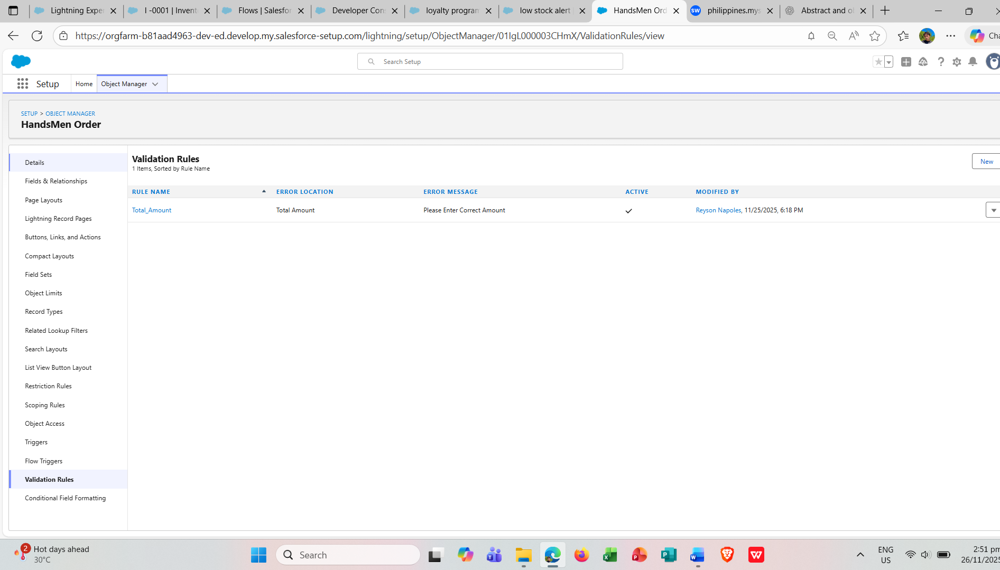 Lightning Exper
I -0001 | Invent
Flows | Salesfor
Developer Cons
loyalty program
low stock alert
HandsMen Ord
SW
philippines.mys
Abstract and ol
https://orgfarm-b81aad4963-dev-ed.develop.my.salesforce-setup.com/lightning/setup/ObjectManager/01IgL000003CHmX/ValidationRules/view
Cha
Search Setup
Setup
Home
Object Manager
SETUP > OBJECT MANAGER
HandsMen Order
Details
Fields & Relationships
Page Layouts
Lightning Record Pages
Buttons, Links, and Actions
Compact Layouts
Field Sets
Object Limits
Record Types
Related Lookup Filters
Search Layouts
List View Button Layout
Restriction Rules
Scoping Rules
Object Access
Triggers
Flow Triggers
Validation Rules
Conditional Field Formatting
Validation Rules
1 Items, Sorted by Rule Name
New
RULE NAME ERROR LOCATION ERROR MESSAGE ACTIVE MODIFIED BY
Total_Amount Total Amount Please Enter Correct Amount Reyson Napoles, 11/25/2025, 6:18 PM
2
Hot days ahead
30°C
Search
ENG
US
2:51 pm
26/11/2025